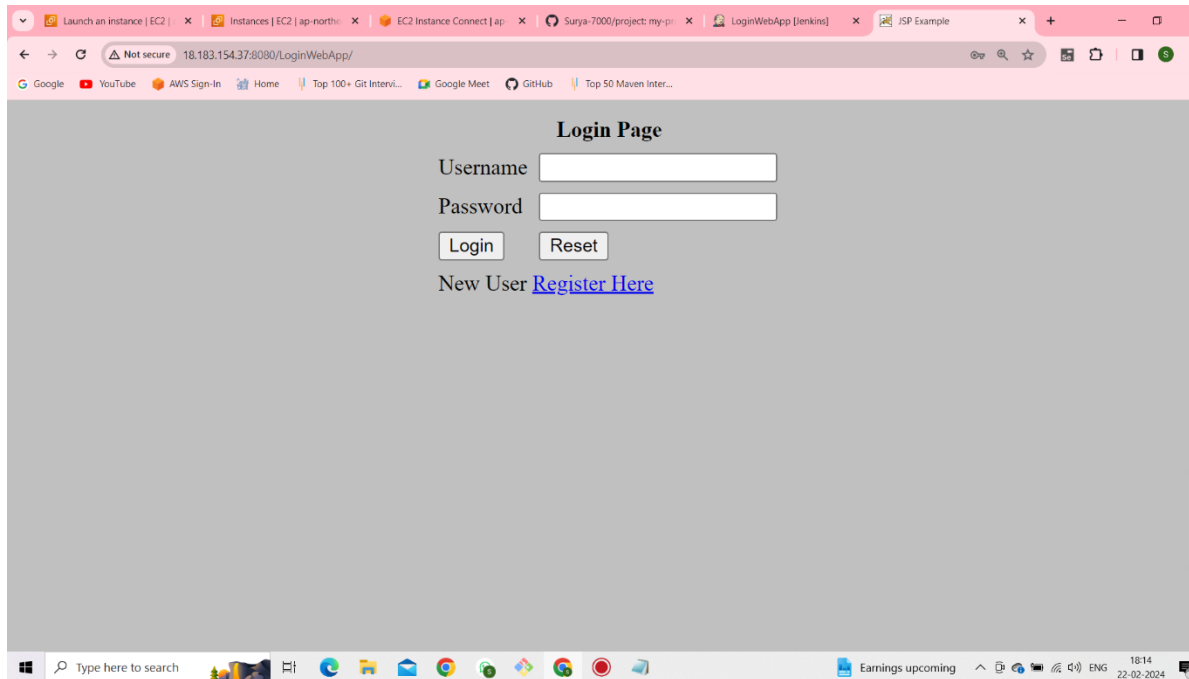 Launch an instance | EC2 |
Instances | EC2 | ap-northe
EC2 Instance Connect | ap-
Surya-7000/project: my-pr
LoginWebApp [Jenkins]
JSP Example
Not secure 18.183.154.37:8080/LoginWebApp/
S
G Google YouTube AWS Sign-In Home Top 100+ Git Intervi... Google Meet GitHub Top 50 Maven Inter...
Login Page
Username
Password
Login Reset
New User Register Here
Type here to search
Earnings upcoming ENG 18:14
22-02-2024